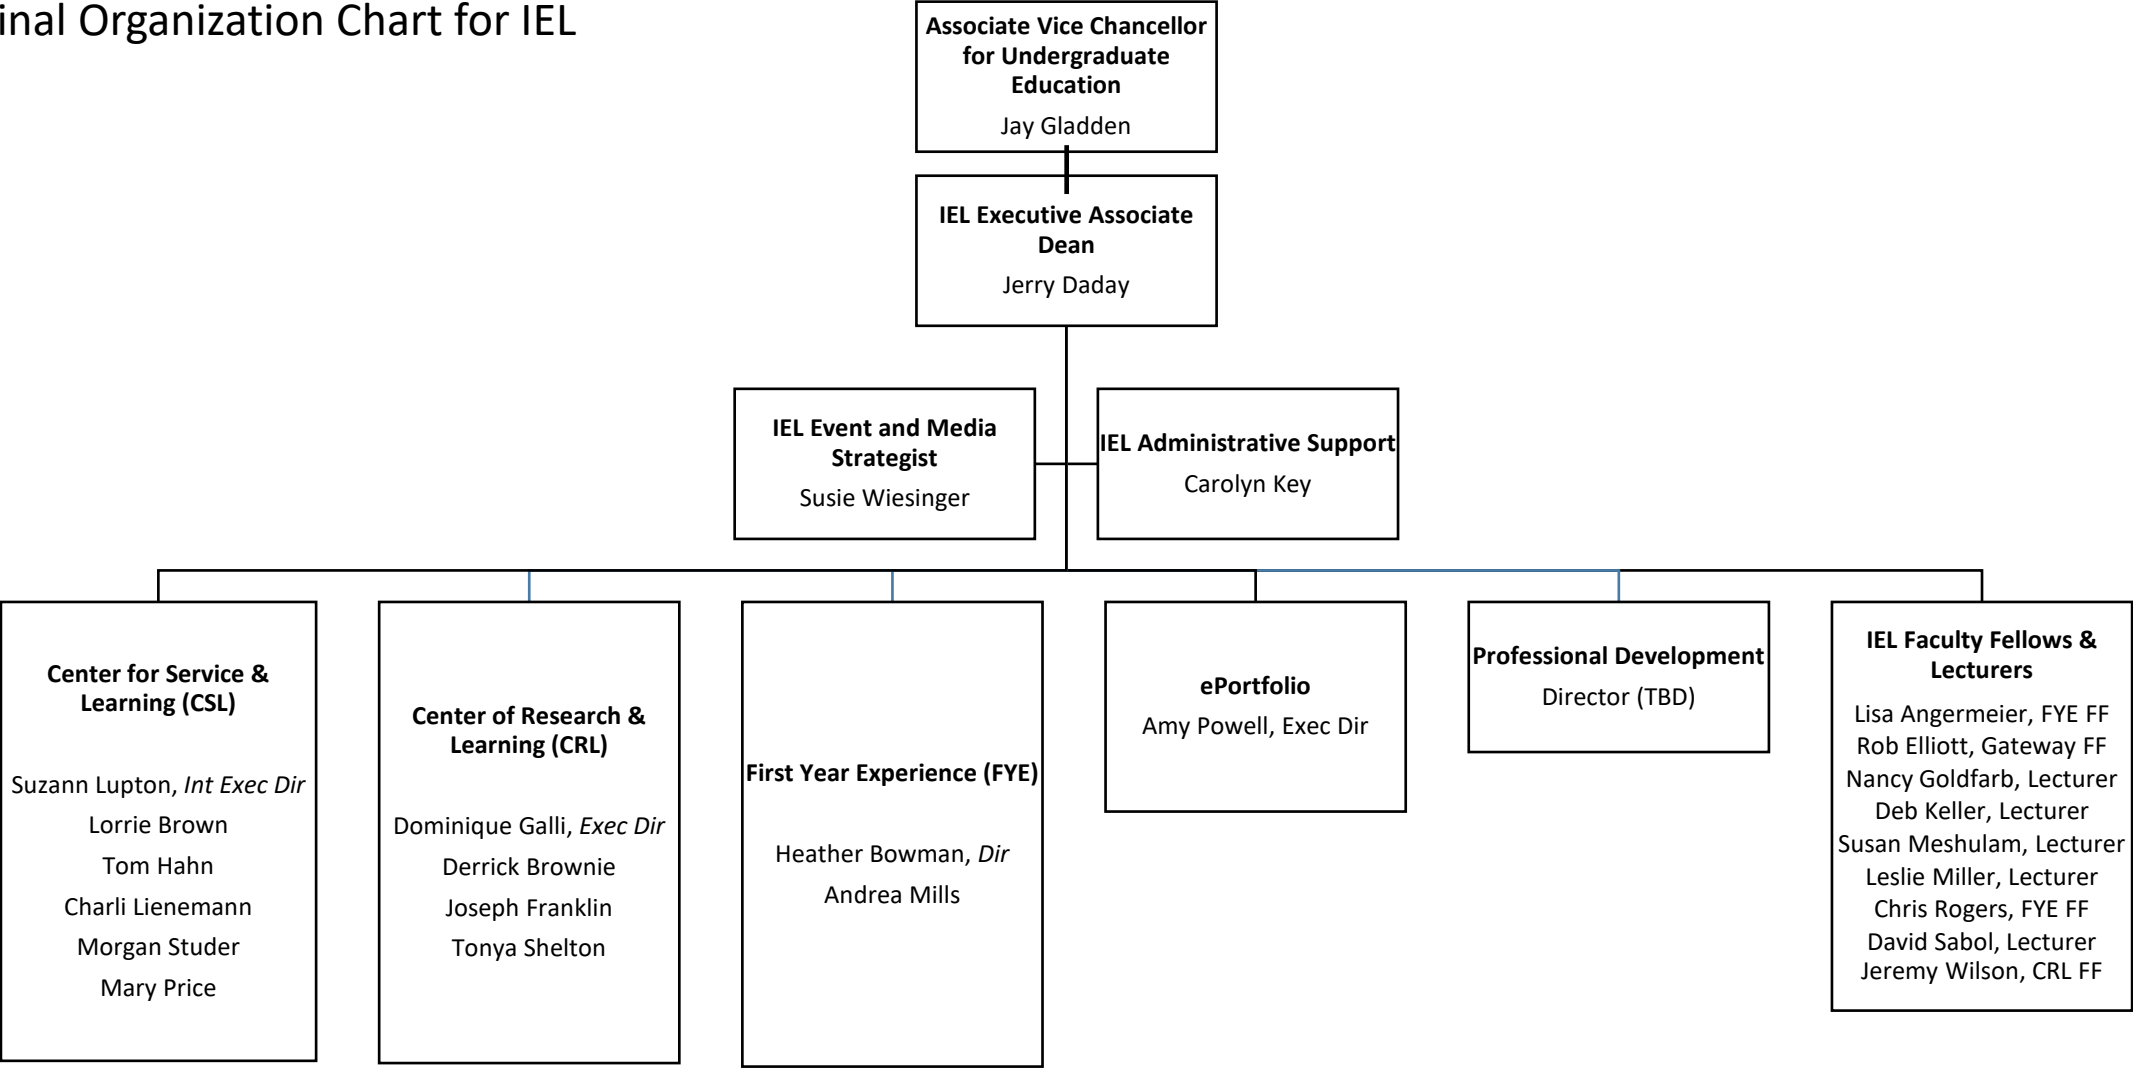 inal Organization Chart for IEL
Associate Vice Chancellor
for Undergraduate
Education
Jay Gladden
IEL Executive Associate
Dean
Jerry Daday
IEL Event and Media
Strategist
Susie Wiesinger
IEL Administrative Support
Carolyn Key
Center for Service &
Learning (CSL)
Suzann Lupton, Int Exec Dir
Lorrie Brown
Tom Hahn
Charli Lienemann
Morgan Studer
Mary Price
Center of Research &
Learning (CRL)
Dominique Galli, Exec Dir
Derrick Brownie
Joseph Franklin
Tonya Shelton
First Year Experience (FYE)
Heather Bowman, Dir
Andrea Mills
ePortfolio
Amy Powell, Exec Dir
Professional Development
Director (TBD)
IEL Faculty Fellows &
Lecturers
Lisa Angermeier, FYE FF
Rob Elliott, Gateway FF
Nancy Goldfarb, Lecturer
Deb Keller, Lecturer
Susan Meshulam, Lecturer
Leslie Miller, Lecturer
Chris Rogers, FYE FF
David Sabol, Lecturer
Jeremy Wilson, CRL FF